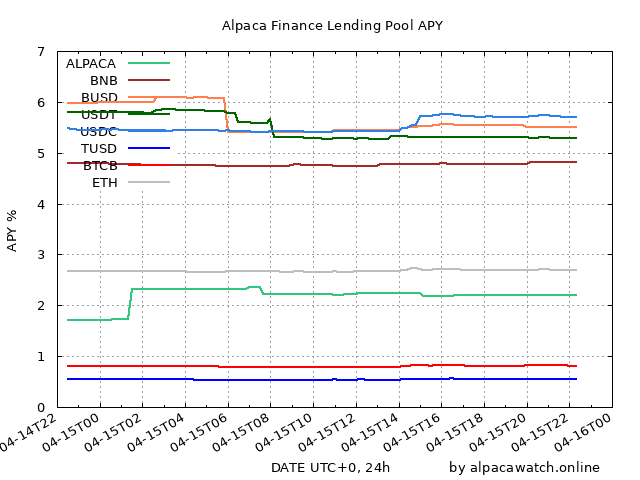 Alpaca Finance Lending Pool APY
7
6
5
4
3
2
1
0
APY %
ALPACA
BNB
BUSD
USDT
USDC
TUSD
BTCB
ETH
04-14T22
04-15T00
04-15T02
04-15T04
04-15T06
04-15T08
04-15T10
04-15T12
04-15T14
04-15T16
04-15T18
04-15T20
04-15T22
04-16T00
DATE UTC+0, 24h
by alpacawatch.online